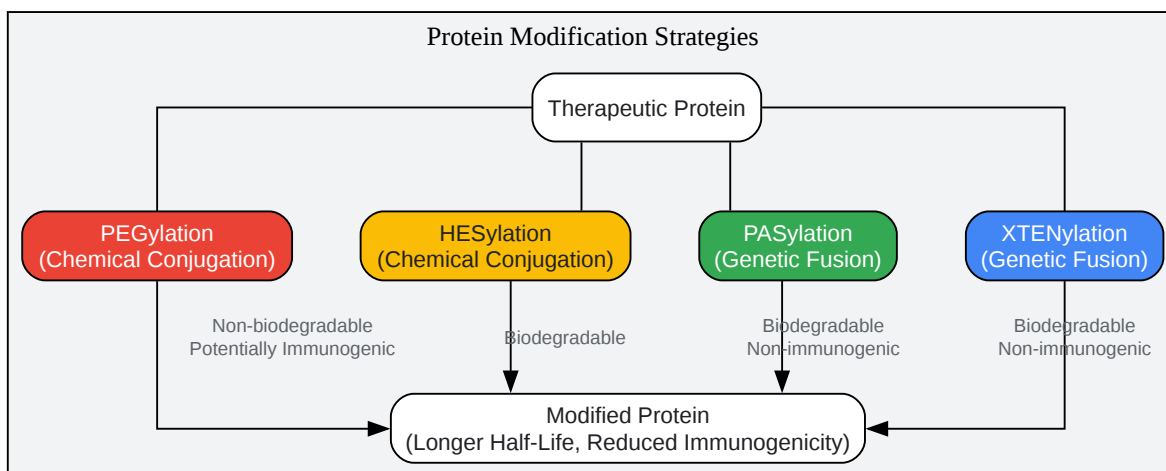 Protein Modification Strategies
Therapeutic Protein
PEGylation
(Chemical Conjugation)
HESylation
(Chemical Conjugation)
PASylation
(Genetic Fusion)
XTENylation
(Genetic Fusion)
Non-biodegradable
Potentially Immunogenic
Biodegradable
Biodegradable
Non-immunogenic
Biodegradable
Non-immunogenic
Modified Protein
(Longer Half-Life, Reduced Immunogenicity)